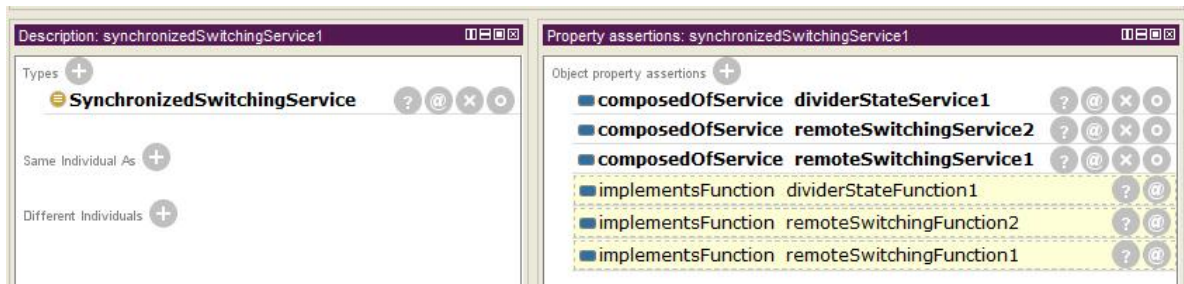 Description: synchronizedSwitchingService1
Types
SynchronizedSwitchingService
Same Individual As
Different Individuals
Property assertions: synchronizedSwitchingService1
Object property assertions
composedOfService dividerStateService1
composedOfService remoteSwitchingService2
composedOfService remoteSwitchingService1
implementsFunction dividerStateFunction1
implementsFunction remoteSwitchingFunction2
implementsFunction remoteSwitchingFunction1